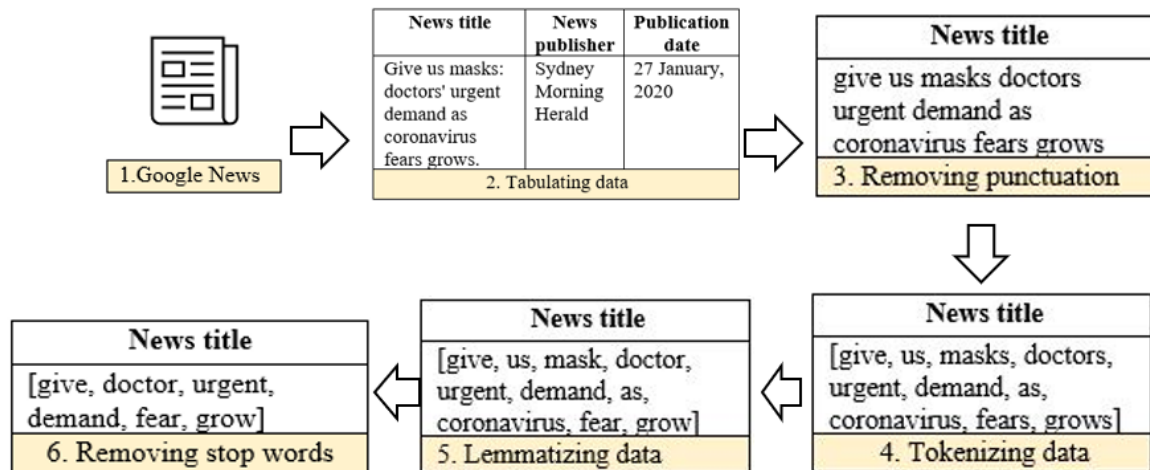 1.Google News
News title
News
publisher
Publication
date
Give us masks:
doctors' urgent
demand as
coronavirus
fears grows.
Sydney
Morning
Herald
27 January,
2020
2. Tabulating data
News title
give us masks doctors
urgent demand as
coronavirus fears grows
3. Removing punctuation
News title
[give, us, masks, doctors,
urgent, demand, as,
coronavirus, fears, grows]
4. Tokenizing data
News title
[give, us, mask, doctor,
urgent, demand, as,
coronavirus, fear, grow]
5. Lemmatizing data
News title
[give, doctor, urgent,
demand, fear, grow]
6. Removing stop words